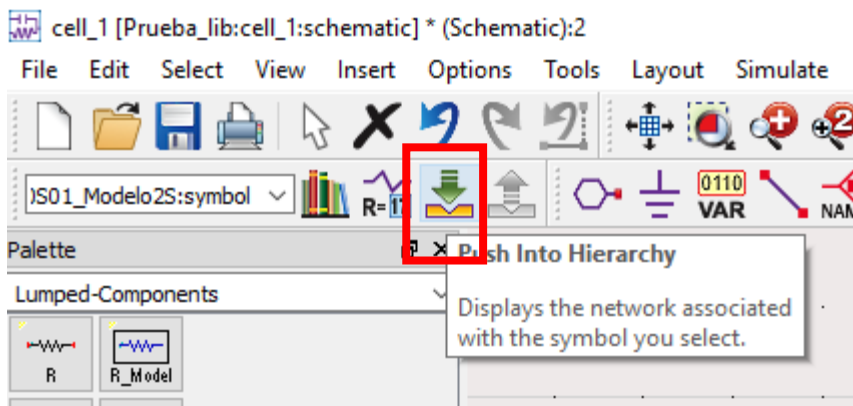 cell_1 [Prueba_lib:cell_1:schematic] * (Schematic):2
File Edit Select View Insert Options Tools Layout Simulate
)S01_Modelo2S:symbol
R=
0110
VAR
NAM
Palette
Push Into Hierarchy
Lumped-Components
Displays the network associated
with the symbol you select.
R R_Model